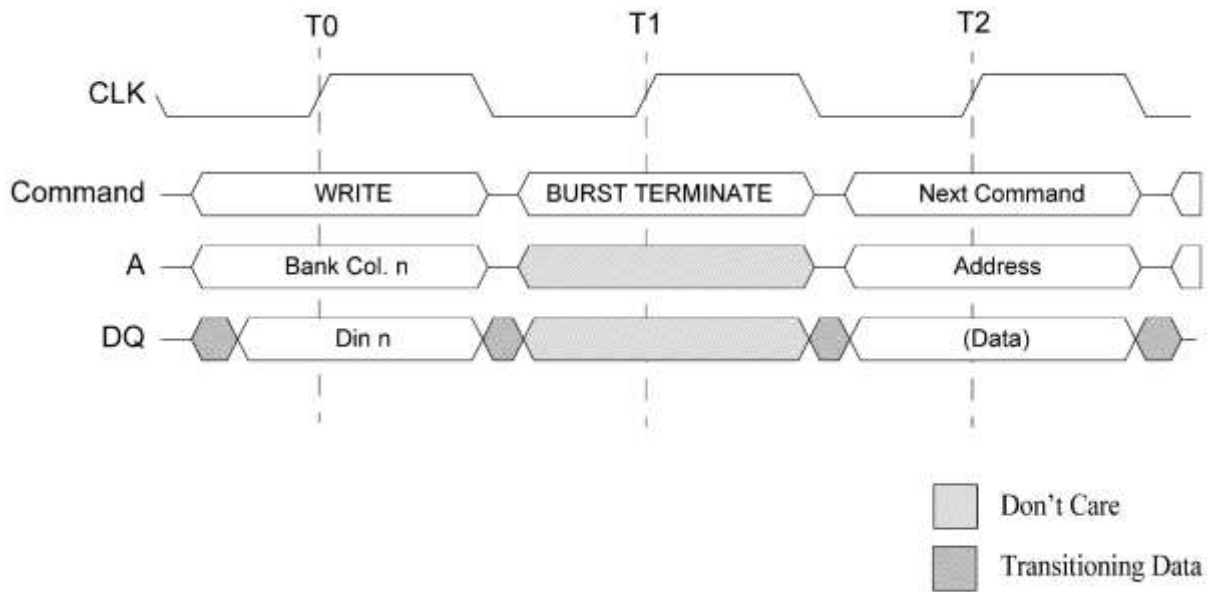 T0 T1 T2
CLK
Command WRITE BURST TERMINATE Next Command
A Bank Col. n Address
DQ Din n (Data)
Don't Care
Transitioning Data